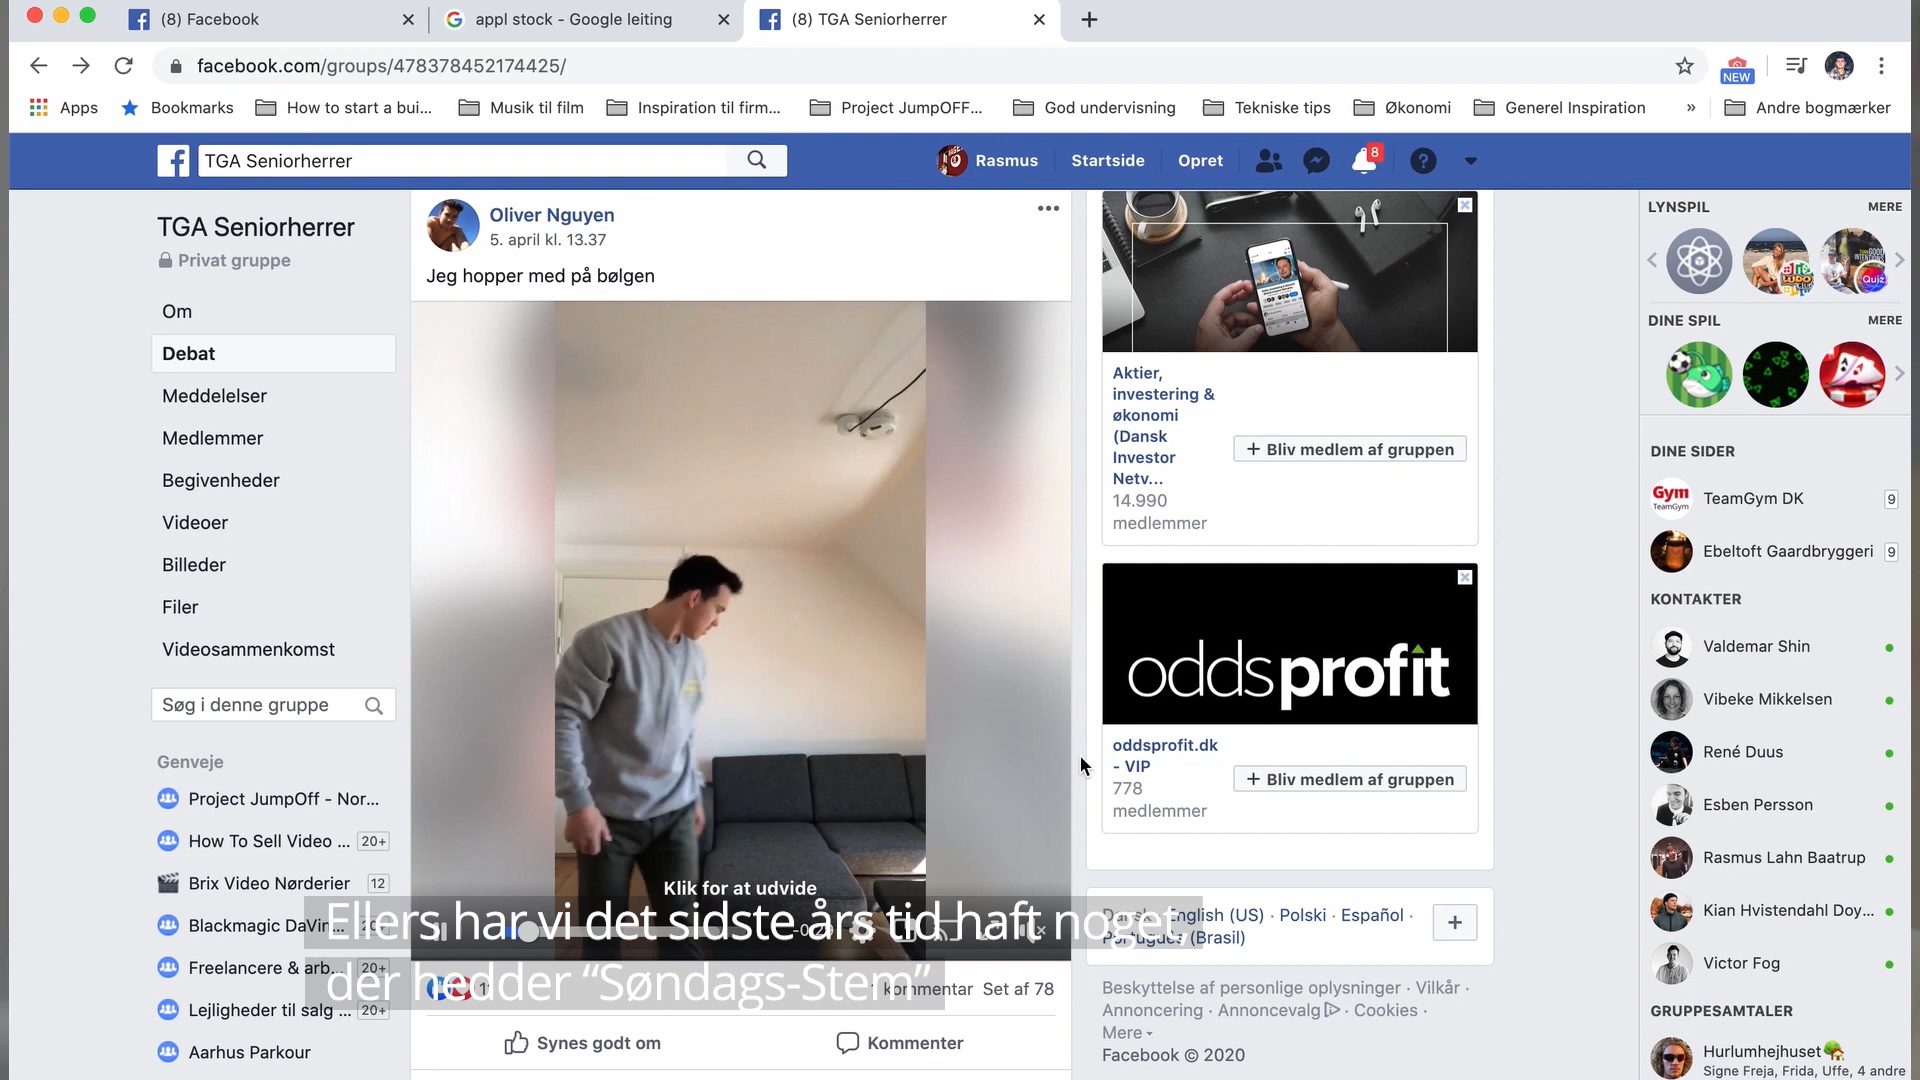 (8) Facebook
appl stock - Google leiting
(8) TGA Seniorherrer
facebook.com/groups/478378452174425/
NEW
Apps
Bookmarks
How to start a bui...
Musik til film
Inspiration til firm...
Project JumpOFF...
God undervisning
Tekniske tips
Økonomi
Generel Inspiration
»
Andre bogmærker
TGA Seniorherrer
Rasmus
Startside
Opret
8
TGA Seniorherrer
Privat gruppe
Om
Debat
Meddelelser
Medlemmer
Begivenheder
Videoer
Billeder
Filer
Videosammenkomst
Søg i denne gruppe
Genveje
Project JumpOff - Nor...
How To Sell Video ... 20+
Brix Video Nørderier 12
Blackmagic DaVin...
Freelancere & arb... 20+
Lejligheder til salg ... 20+
Aarhus Parkour
Oliver Nguyen
5. april kl. 13.37
Jeg hopper med på bølgen
Klik for at udvide
Ellers har vi det sidste års tid haft noget,
der hedder “Søndags-Stem”
kommentar Set af 78
Synes godt om
Kommenter
Aktier,
investering &
økonomi
(Dansk
Investor
Netv...
14.990
medlemmer
+ Bliv medlem af gruppen
oddsprofit
oddsprofit.dk
- VIP
778
medlemmer
+ Bliv medlem af gruppen
Dansk · English (US) · Polski · Español ·
Português (Brasil)
Beskyttelse af personlige oplysninger · Vilkår ·
Annoncering · Annoncevalg · Cookies ·
Mere
Facebook © 2020
LYNSPIL MERE
LUDO
Quiz
DINE SPIL MERE
DINE SIDER
Gym
TeamGym
TeamGym DK 9
Ebeltoft Gaardbryggeri 9
KONTAKTER
Valdemar Shin
Vibeke Mikkelsen
René Duus
Esben Persson
Rasmus Lahn Baatrup
Kian Hvistendahl Doy...
Victor Fog
GRUPPESAMTALER
Hurlumhejhuset
Signe Freja, Frida, Uffe, 4 andre